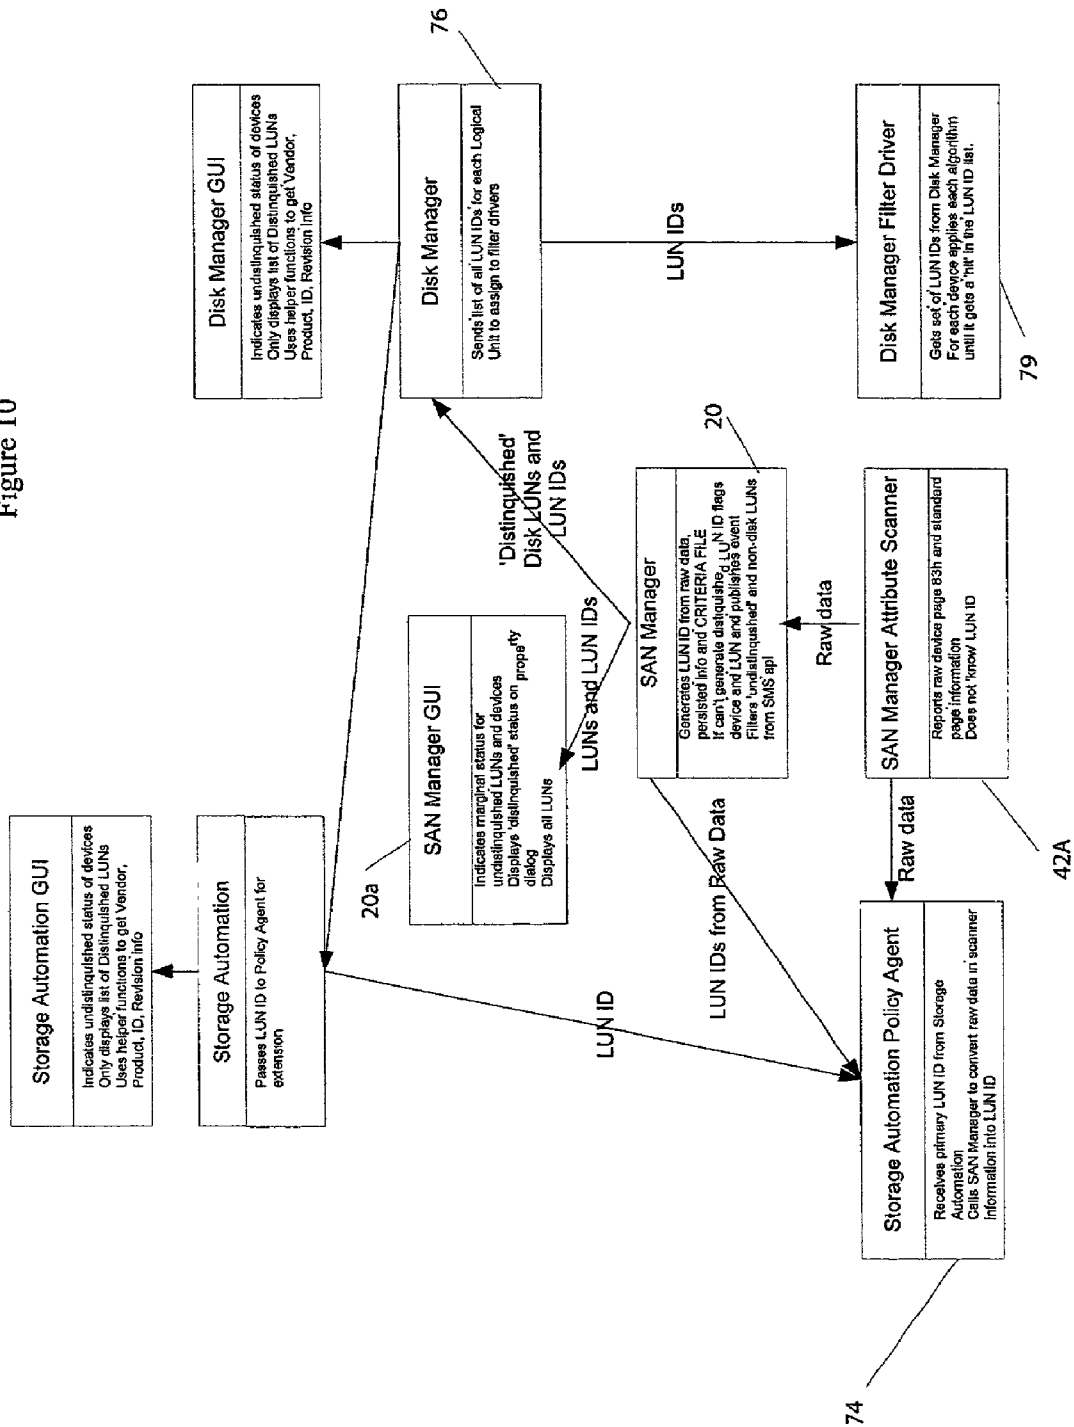 Figure 10
Storage Automation GUI
Indicates undistinguished status of devices
Only displays list of Distinquished LUNs
Uses helper functions to get Vendor,
Product, ID, Revision info
Storage Automation
Passes LUN ID to Policy Agent for
extension
Disk Manager GUI
Indicates undistinquished status of devices
Only displays list of Distinquished LUNs
Uses helper functions to get Vendor,
Product, ID, Revision Info
76
Disk Manager
Sends list of all LUN IDs for each Logical
Unit to assign to filter drivers
20a
SAN Manager GUI
Indicates marginal status for
undistinquished LUNs and devices
Displays 'distinquished' status on property
dialog
Displays all LUNs
'Distinquished'
Disk LUNs and
LUN IDs
LUNs and LUN IDs
LUN IDs
LUN ID
20
SAN Manager
Generates LUN ID from raw data,
persisted info and CRITERIA FILE
If can't generate distiquished LUN ID flags
device and LUN and publishes event
Filters 'undistinqushed' and non-disk LUNs
from SMS apl
LUN IDs from Raw Data
Raw data
Raw data
Storage Automation Policy Agent
Receives primary LUN ID from Storage
Automation
Calls SAN Manager to convert raw data in scanner
information into LUN ID
74
SAN Manager Attribute Scanner
Reports raw device page 83h and standard
page information
Does not 'know' LUN ID
42A
Disk Manager Filter Driver
Gets set of LUN IDs from Disk Manager
For each device applies each algorithm
until it gets a 'hit' in the LUN ID list.
79